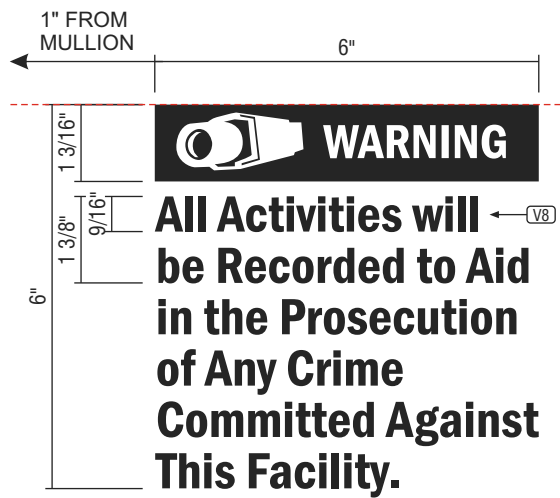 1" FROM
MULLION
6"
1 3/16"
WARNING
9/16"
1 3/8"
6"
All Activities will
V8
be Recorded to Aid
in the Prosecution
of Any Crime
Committed Against
This Facility.